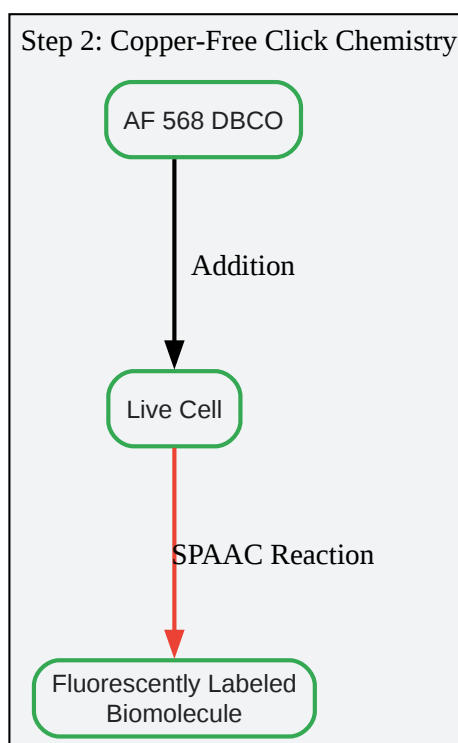 Step 2: Copper-Free Click Chemistry
AF 568 DBCO
Addition
Live Cell
SPAAC Reaction
Fluorescently Labeled
Biomolecule